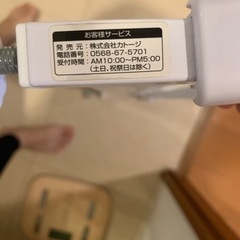 お客様サービス
発売元：株式会社カトージ
電話番号：0568-67-5701
受付時間：AM10:00〜PM5:00
(土日、祝祭日は除く)